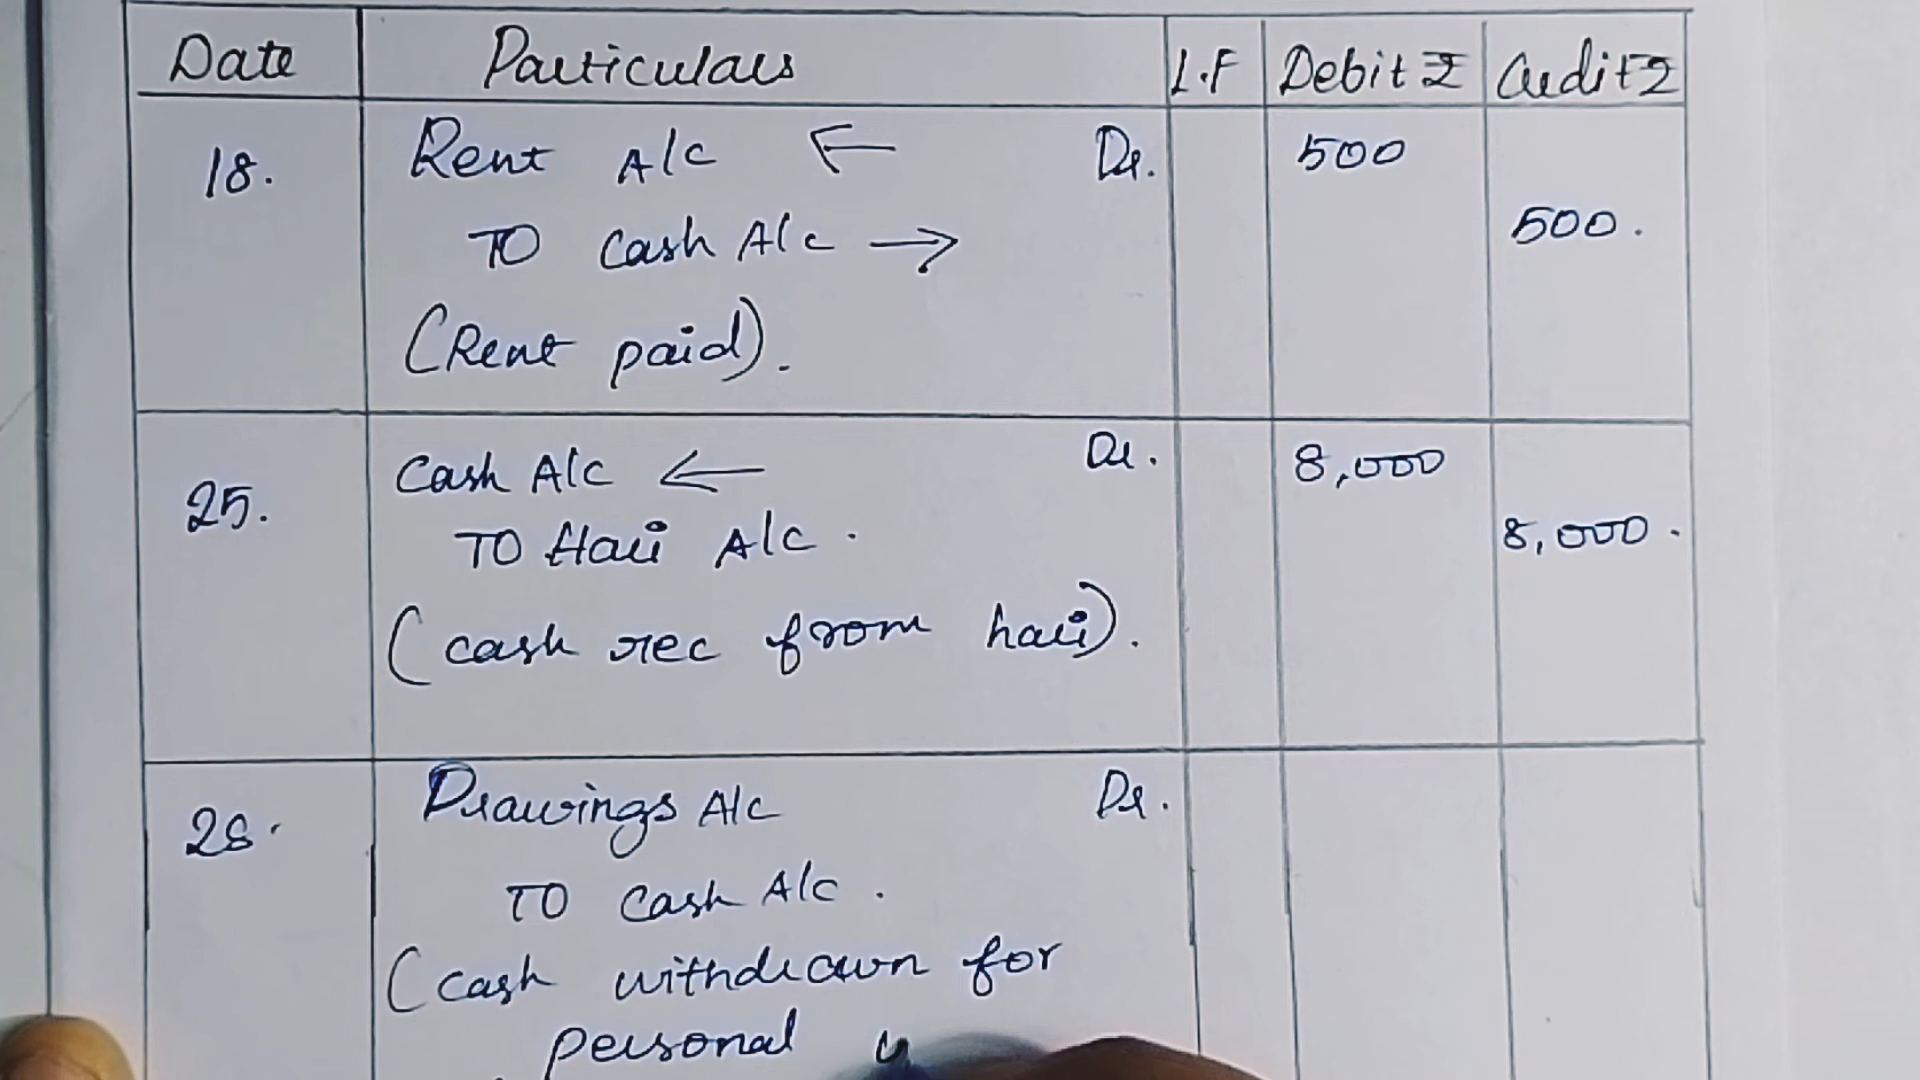 Date Particulars L.F Debit ₹ Credit ₹
18. Rent A/c Dr. 500
TO Cash A/c 500.
(Rent paid).
25. Cash A/c Dr. 8,000
TO Hari A/c. 8,000.
(cash rec from hari).
28. Drawings A/c Dr.
TO Cash A/c.
(cash withdrawn for
personal